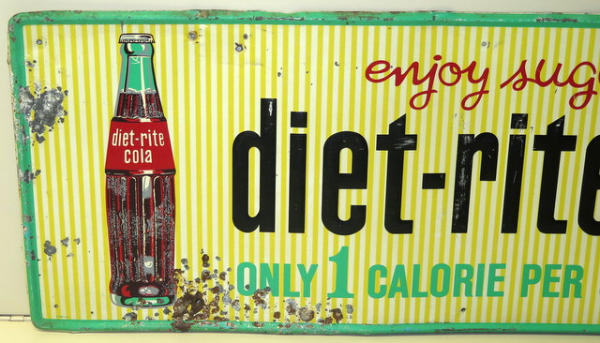 diet-rite
cola
enjoy sug
diet-rite
ONLY 1 CALORIE PER